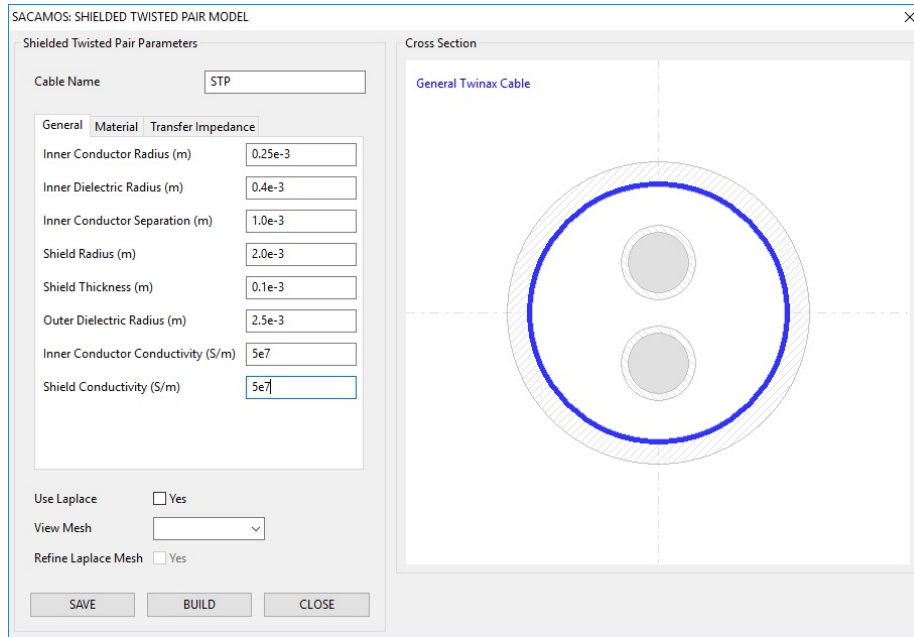 SACAMOS: SHIELDED TWISTED PAIR MODEL
Shielded Twisted Pair Parameters
Cable Name STP
General Material Transfer Impedance
Inner Conductor Radius (m) 0.25e-3
Inner Dielectric Radius (m) 0.4e-3
Inner Conductor Separation (m) 1.0e-3
Shield Radius (m) 2.0e-3
Shield Thickness (m) 0.1e-3
Outer Dielectric Radius (m) 2.5e-3
Inner Conductor Conductivity (S/m) 5e7
Shield Conductivity (S/m) 5e7
Use Laplace Yes
View Mesh
Refine Laplace Mesh Yes
SAVE BUILD CLOSE
Cross Section
General Twinax Cable